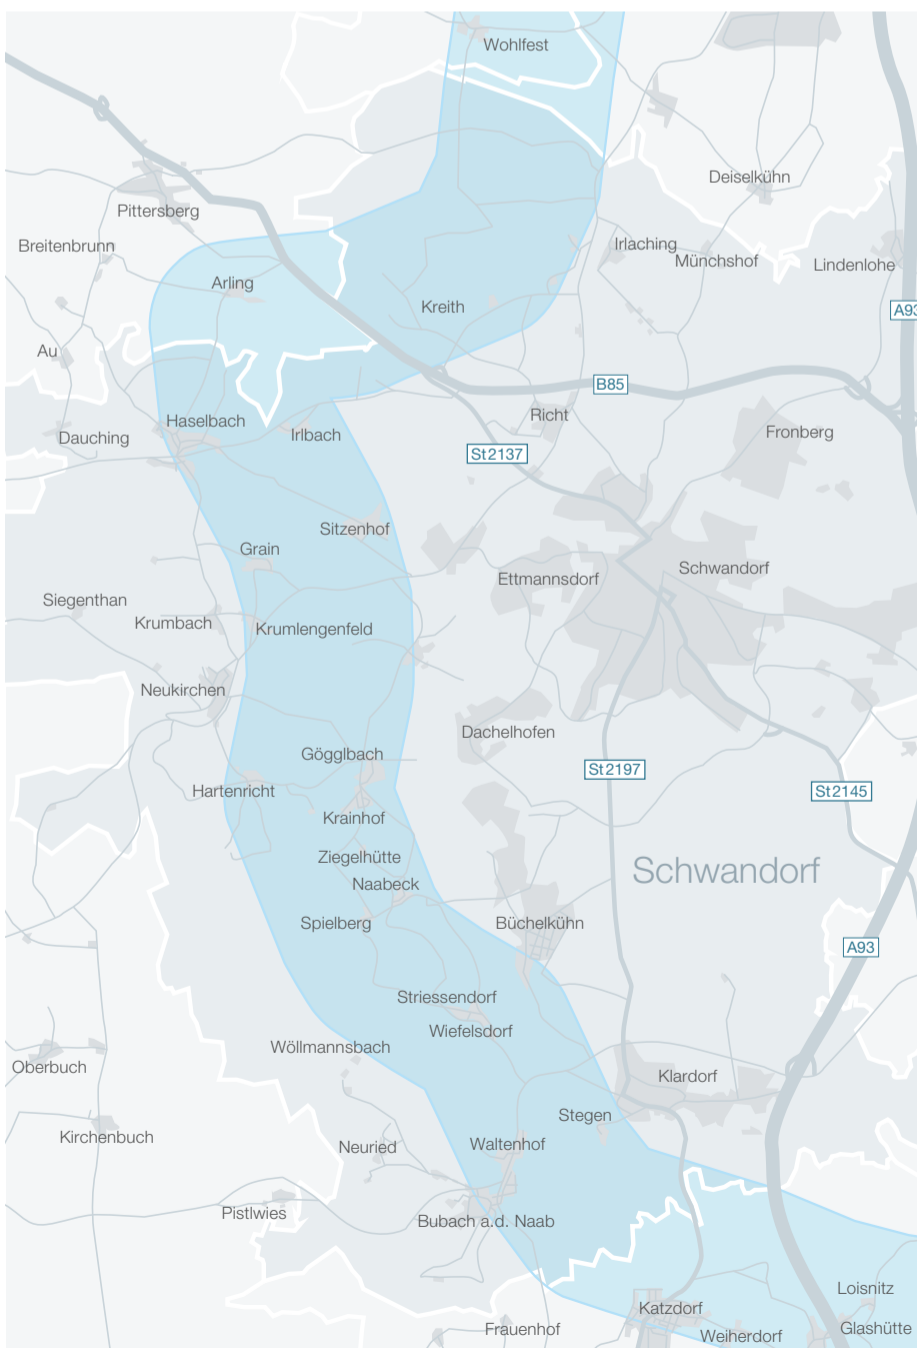 Wohlfest
Deiselkühn
Pittersberg
Breitenbrunn
Irlaching
Münchshof
Lindenlohe
Arling
Kreith
Au
B85
Haselbach
Richt
Dauching
Irlbach
Fronberg
St2137
Sitzenhof
Grain
Ettmannsdorf
Schwandorf
Siegenthan
Krumbach
Krumlengenfeld
Neukirchen
Dachelhofen
Gögglbach
St2197
Hartenricht
St2145
Krainhof
Ziegelhütte
Schwandorf
Naabeck
Spielberg
Büchelkühn
A93
Striessendorf
Wiefelsdorf
Wöllmannsbach
Oberbuch
Klardorf
Stegen
Kirchenbuch
Neuried
Waltenhof
Pistlwies
Bubach a.d. Naab
Loisnitz
Katzdorf
Frauenhof
Weiherdorf
Glashütte